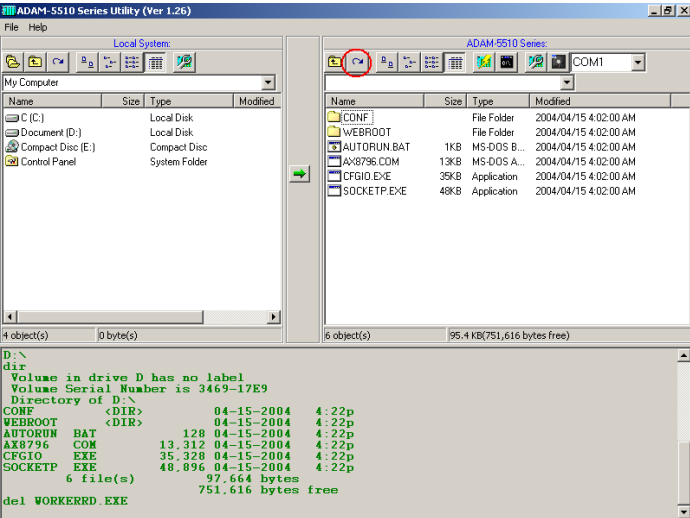 ADAM-5510 Series Utility (Ver 1.26)
File Help
Local System:
My Computer
Name Size Type Modified
C (C:) Local Disk
Document (D:) Local Disk
Compact Disc (E:) Compact Disc
Control Panel System Folder
4 object(s) 0 byte(s)
ADAM-5510 Series:
COM1
Name Size Type Modified
CONF File Folder 2004/04/15 4:02:00 AM
WEBROOT File Folder 2004/04/15 4:02:00 AM
AUTORUN.BAT 1KB MS-DOS B... 2004/04/15 4:02:00 AM
AX8796.COM 13KB MS-DOS A... 2004/04/15 4:02:00 AM
CFGIO.EXE 35KB Application 2004/04/15 4:02:00 AM
SOCKETP.EXE 48KB Application 2004/04/15 4:02:00 AM
6 object(s) 95.4 KB(751,616 bytes free)
D:\
dir
Volume in drive D has no label
Volume Serial Number is 3469-17E9
Directory of D:\
CONF <DIR> 04-15-2004 4:22p
WEBROOT <DIR> 04-15-2004 4:22p
AUTORUN BAT 128 04-15-2004 4:22p
AX8796 COM 13,312 04-15-2004 4:22p
CFGIO EXE 35,328 04-15-2004 4:22p
SOCKETP EXE 48,896 04-15-2004 4:22p
6 file(s) 97,664 bytes
751,616 bytes free
del WORKERRD.EXE